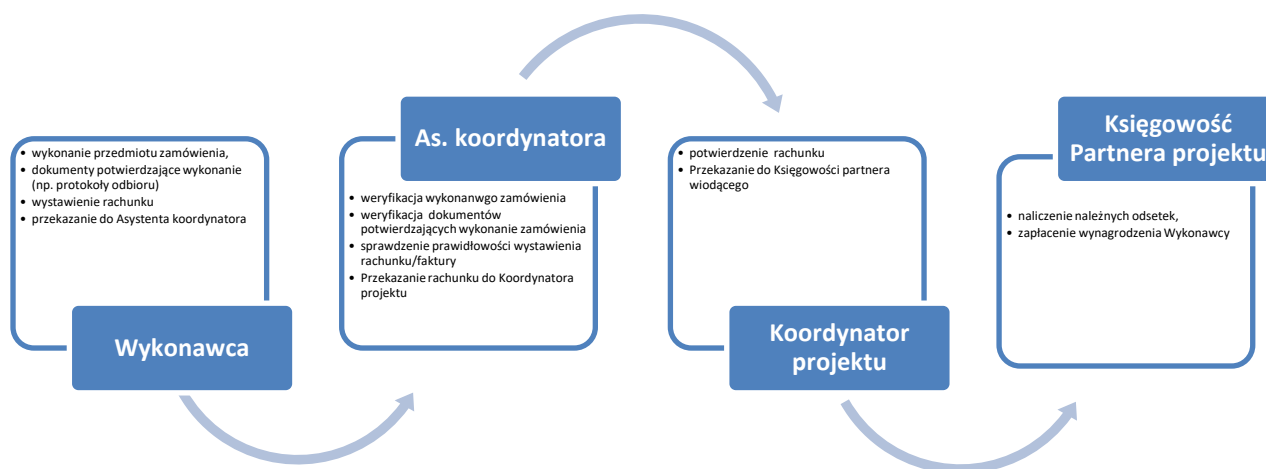 • wykonanie przedmiotu zamówienia,
• dokumenty potwierdzające wykonanie
(np. protokoły odbioru)
• wystawienie rachunku
• przekazanie do Asystenta koordynatora
Wykonawca
As. koordynatora
• weryfikacja wykonanwgo zamówienia
• weryfikacja dokumentów
potwierdzających wykonanie zamówienia
• sprawdzenie prawidłowości wystawienia
rachunku/faktury
• Przekazanie rachunku do Koordynatora
projektu
• potwierdzenie rachunku
• Przekazanie do Księgowości partnera
wiodącego
Koordynator
projektu
Księgowość
Partnera projektu
• naliczenie należnych odsetek,
• zapłacenie wynagrodzenia Wykonawcy